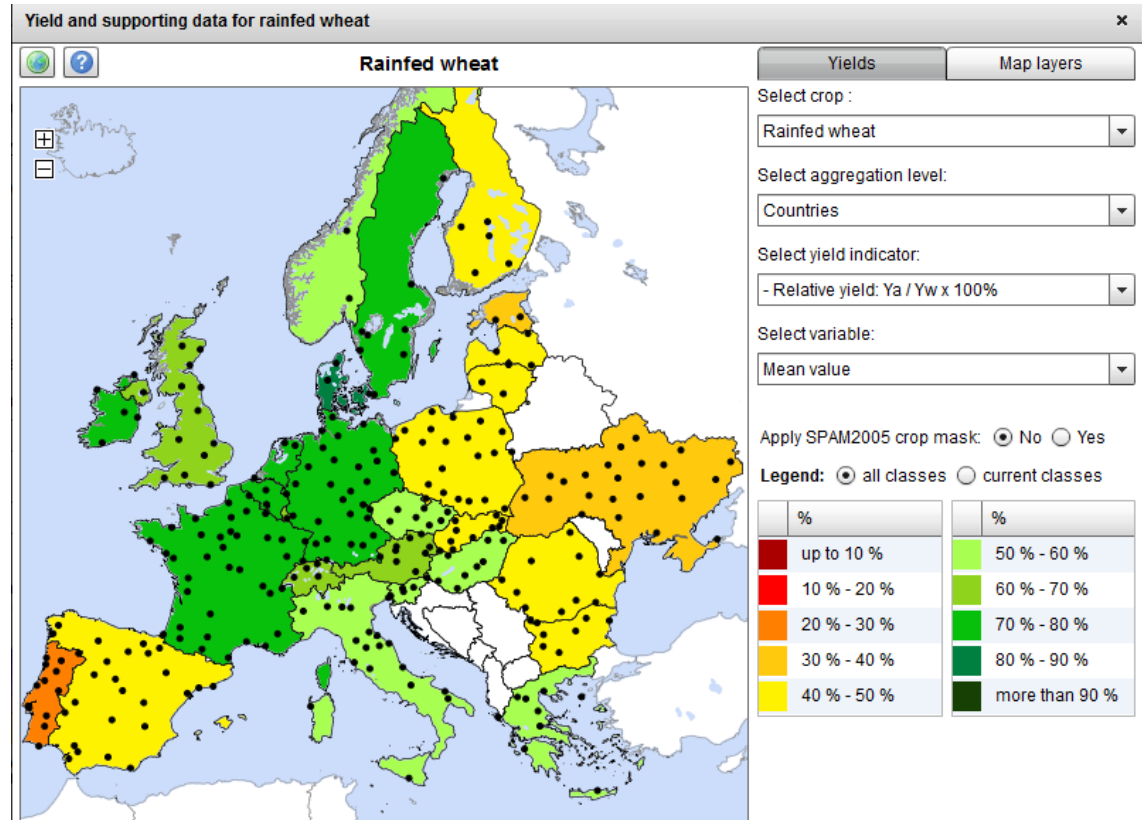 Yield and supporting data for rainfed wheat
x
?
Rainfed wheat
Yields
Map layers
Select crop :
Rainfed wheat
Select aggregation level:
Countries
Select yield indicator:
- Relative yield: Ya / Yw x 100%
Select variable:
Mean value
Apply SPAM2005 crop mask: No Yes
Legend: all classes current classes
% %
up to 10 % 50 % - 60 %
10 % - 20 % 60 % - 70 %
20 % - 30 % 70 % - 80 %
30 % - 40 % 80 % - 90 %
40 % - 50 % more than 90 %